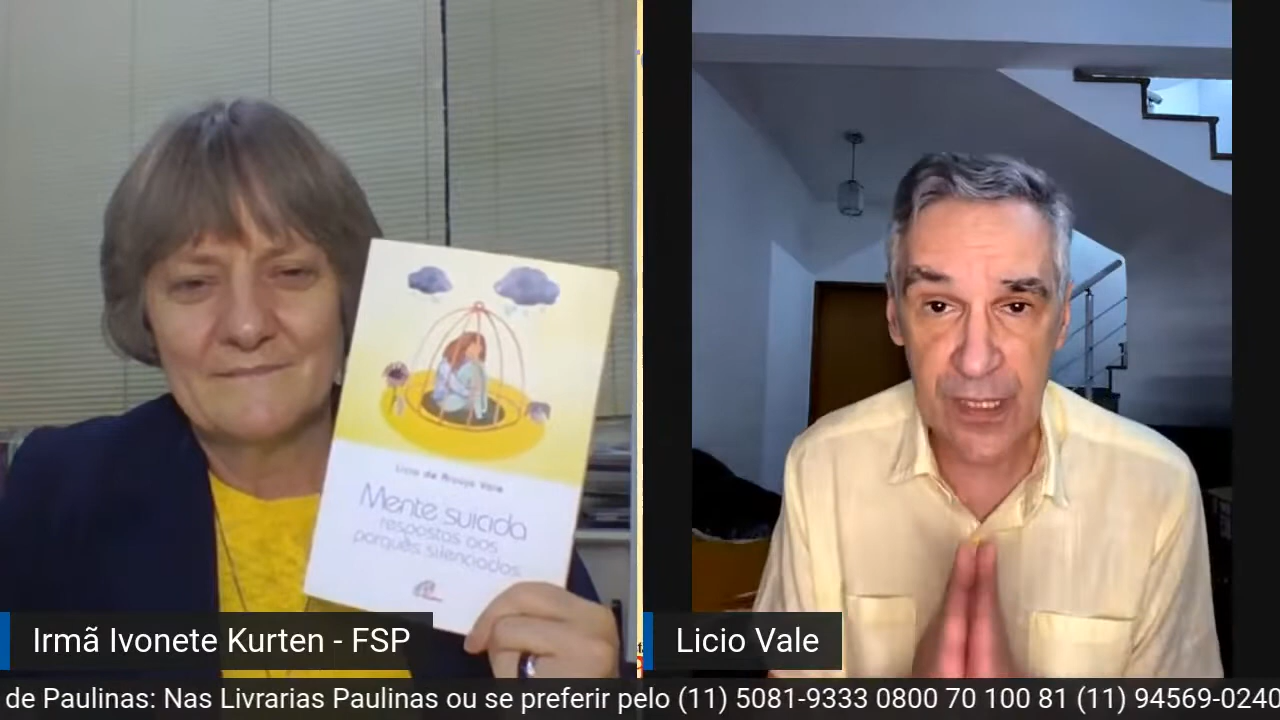 Licio de Araújo Vale
Mente suicida
respostas aos
porquês silenciados
Irmã Ivonete Kurten - FSP
Licio Vale
de Paulinas: Nas Livrarias Paulinas ou se preferir pelo (11) 5081-9333 0800 70 100 81 (11) 94569-0240